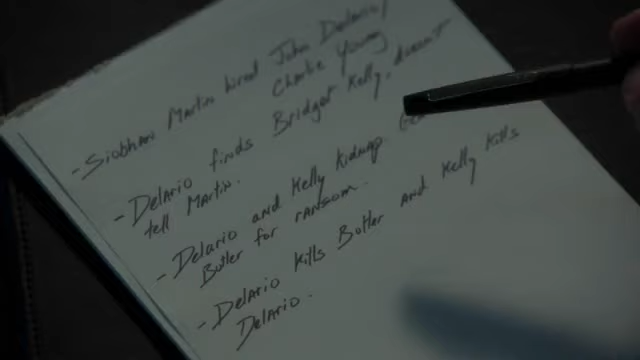 - Siobhan Martin hired John Delario/
Charlie Young
- Delario finds Bridget Kelly, doesn't
tell Martin.
- Delario and Kelly kidnap
Butler for ransom.
- Delario kills Butler and Kelly kills
Delario.